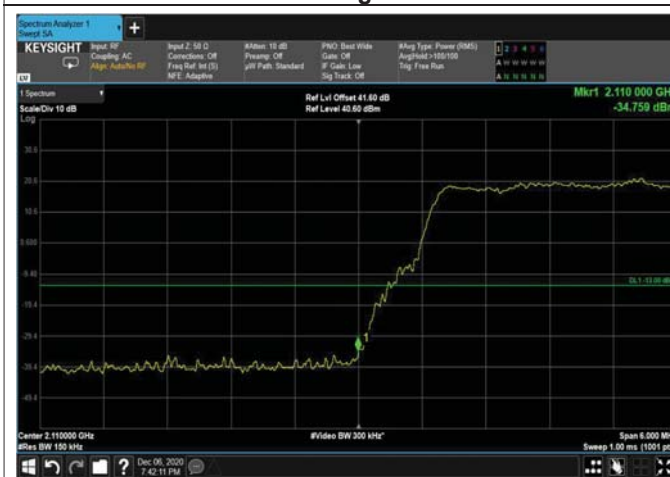 Spectrum Analyzer 1
Swept SA
KEYSIGHT
Input: RF
Coupling: AC
Align: Auto/No RF
Input Z: 50 Ω
Corrections: Off
Freq Ref: Int (S)
NFE: Adaptive
#Atten: 10 dB
Preamp: Off
µW Path: Standard
PNO: Best Wide
Gate: Off
IF Gain: Low
Sig Track: Off
#Avg Type: Power (RMS)
Avg|Hold:>100/100
Trig: Free Run
1 2 3 4 5 6
A W W W W W
A N N N N N
LV
1 Spectrum
Scale/Div 10 dB
Log
Ref Lvl Offset 41.60 dB
Ref Level 40.60 dBm
Mkr1 2.110 000 GH
-34.759 dB
30.6
20.6
10.6
0.600
-9.40
DL1 -13.00 dB
-19.4
-29.4
1
-39.4
-49.4
Center 2.110000 GHz
#Res BW 150 kHz
#Video BW 300 kHz*
Span 6.000 M
Sweep 1.00 ms (1001 pt
?
Dec 06, 2020
7:42:11 PM